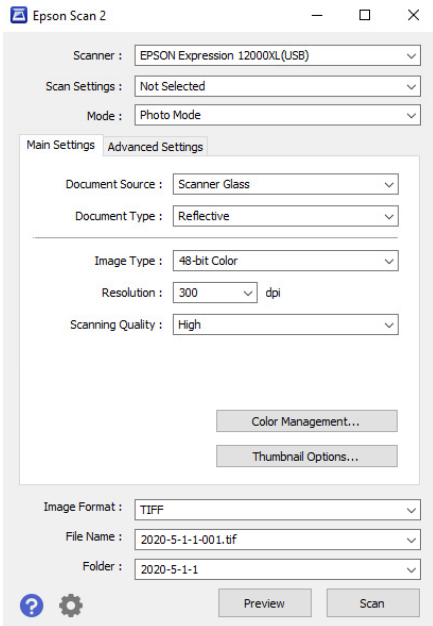 Epson Scan 2
Scanner : EPSON Expression 12000XL(USB)
Scan Settings : Not Selected
Mode : Photo Mode
Main Settings Advanced Settings
Document Source : Scanner Glass
Document Type : Reflective
Image Type : 48-bit Color
Resolution : 300 dpi
Scanning Quality : High
Color Management...
Thumbnail Options...
Image Format : TIFF
File Name : 2020-5-1-1-001.tif
Folder : 2020-5-1-1
? Preview Scan